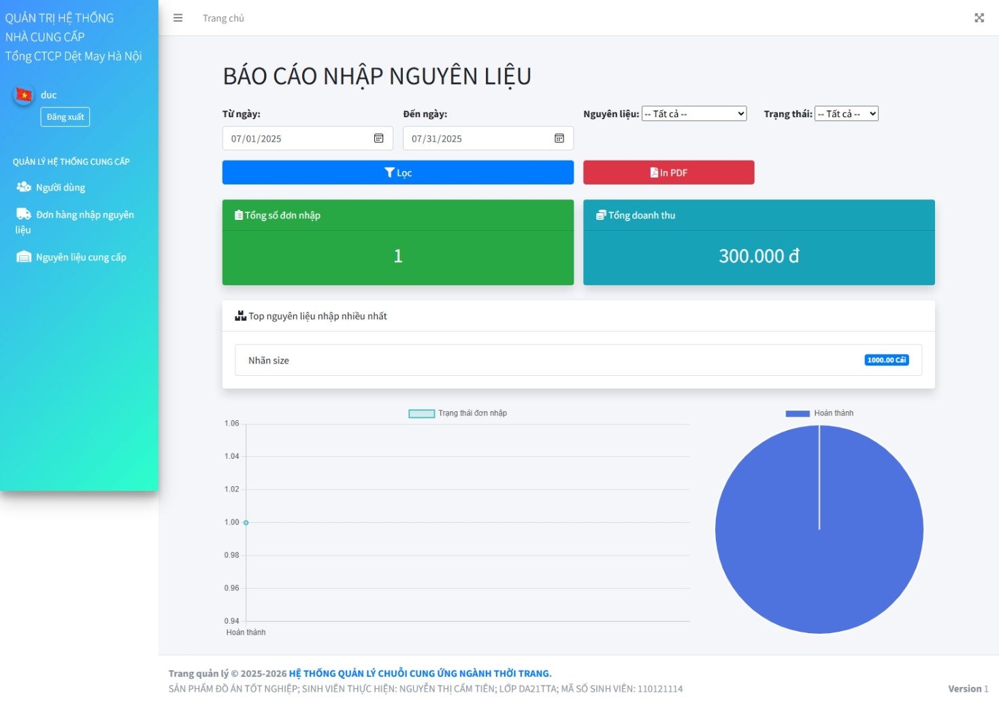 QUẢN TRỊ HỆ THỐNG
NHÀ CUNG CẤP
Tổng CTCP Dệt May Hà Nội
duc
Đăng xuất
QUẢN LÝ HỆ THỐNG CUNG CẤP
Người dùng
Đơn hàng nhập nguyên
liệu
Nguyên liệu cung cấp
Trang chủ
BÁO CÁO NHẬP NGUYÊN LIỆU
Từ ngày:
07/01/2025
Đến ngày:
07/31/2025
Nguyên liệu: -- Tất cả --
Trạng thái: -- Tất cả --
Lọc
In PDF
Tổng số đơn nhập
1
Tổng doanh thu
300.000 đ
Top nguyên liệu nhập nhiều nhất
Nhãn size
1000.00 Cái
Trạng thái đơn nhập
1.06
1.04
1.02
1.00
0.98
0.96
0.94
Hoàn thành
Hoàn thành
Trang quản lý © 2025-2026 HỆ THỐNG QUẢN LÝ CHUỖI CUNG ỨNG NGÀNH THỜI TRANG.
SẢN PHẨM ĐỒ ÁN TỐT NGHIỆP; SINH VIÊN THỰC HIỆN: NGUYỄN THỊ CẨM TIÊN; LỚP DA21TTA; MÃ SỐ SINH VIÊN: 110121114
Version 1